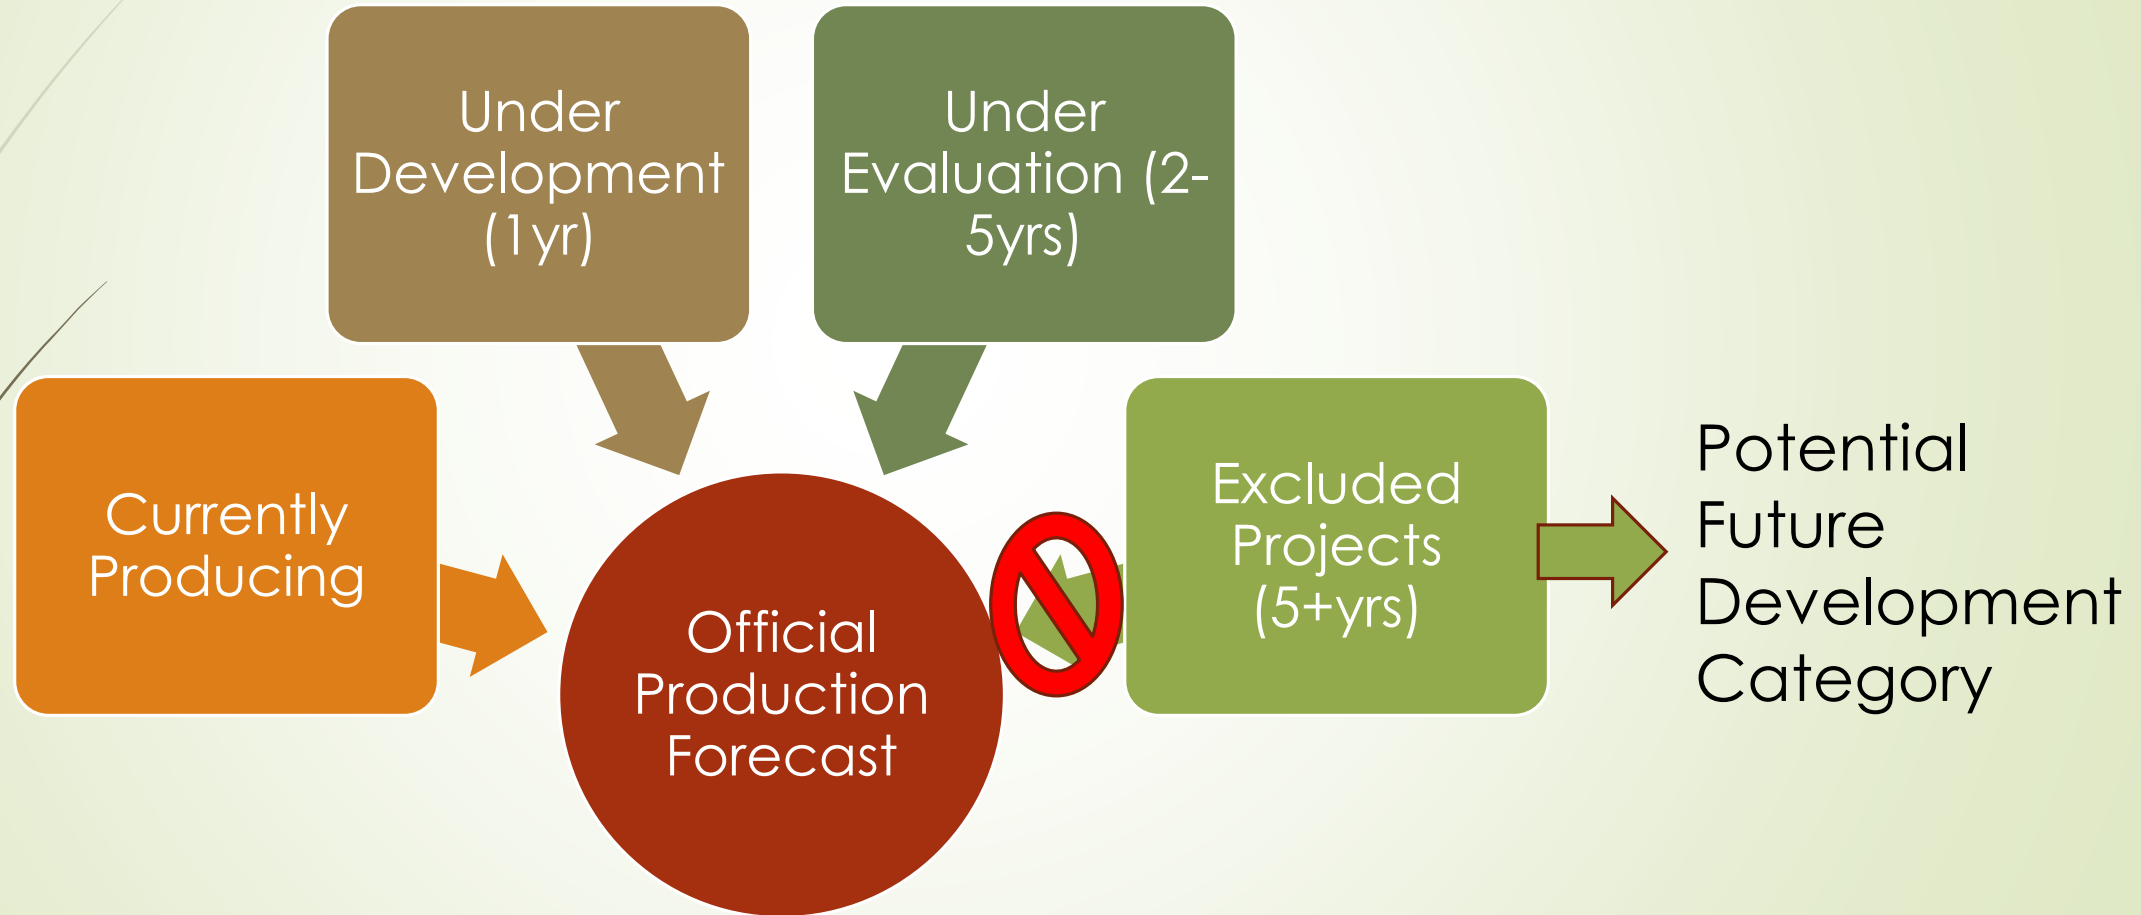 Under
Development
(1yr)
Under
Evaluation (2-
5yrs)
Currently
Producing
Official
Production
Forecast
Excluded
Projects
(5+yrs)
Potential
Future
Development
Category